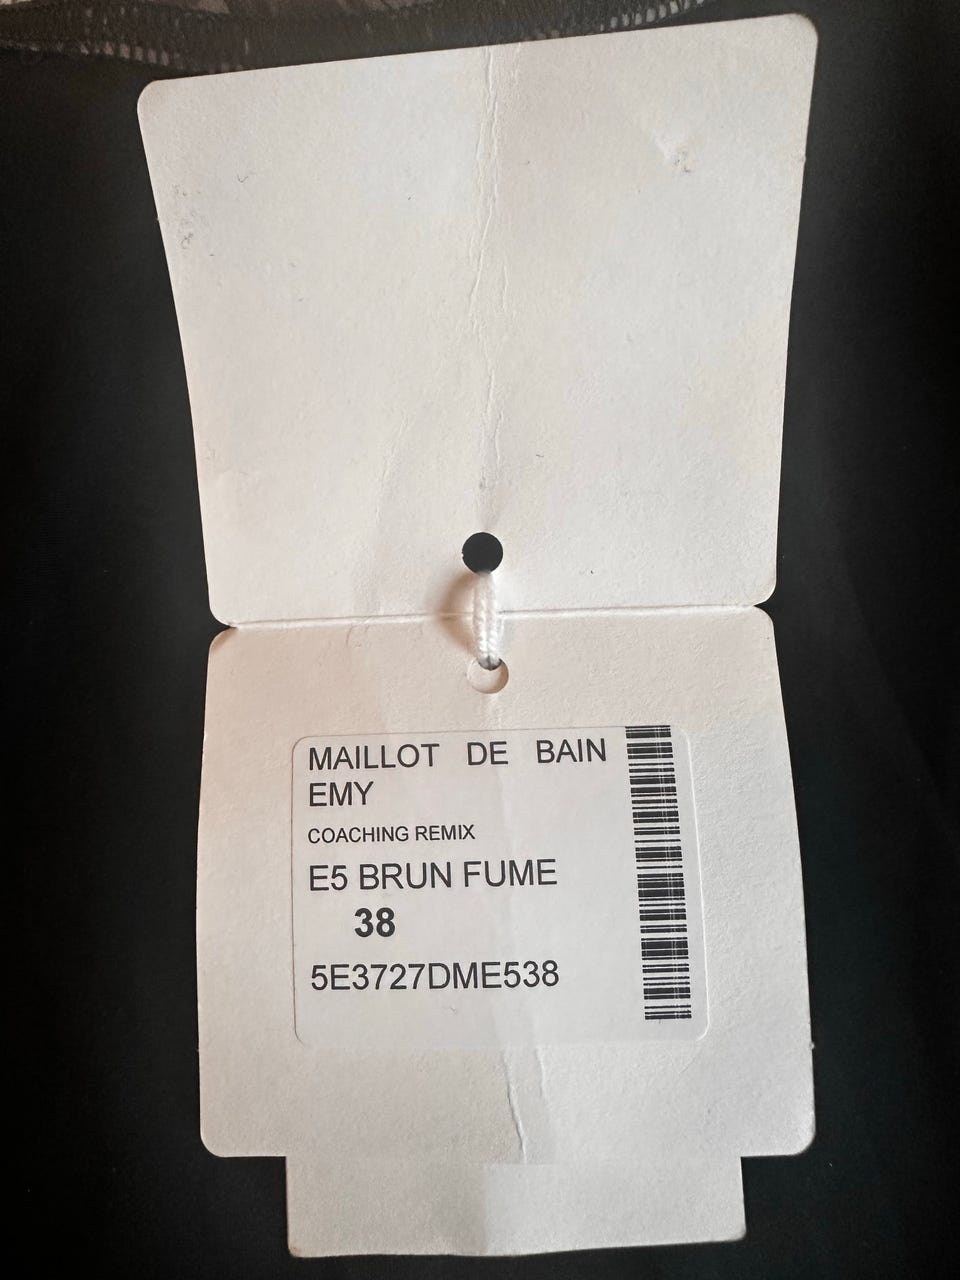 MAILLOT DE BAIN
EMY
COACHING REMIX
E5 BRUN FUME
38
5E3727DME538